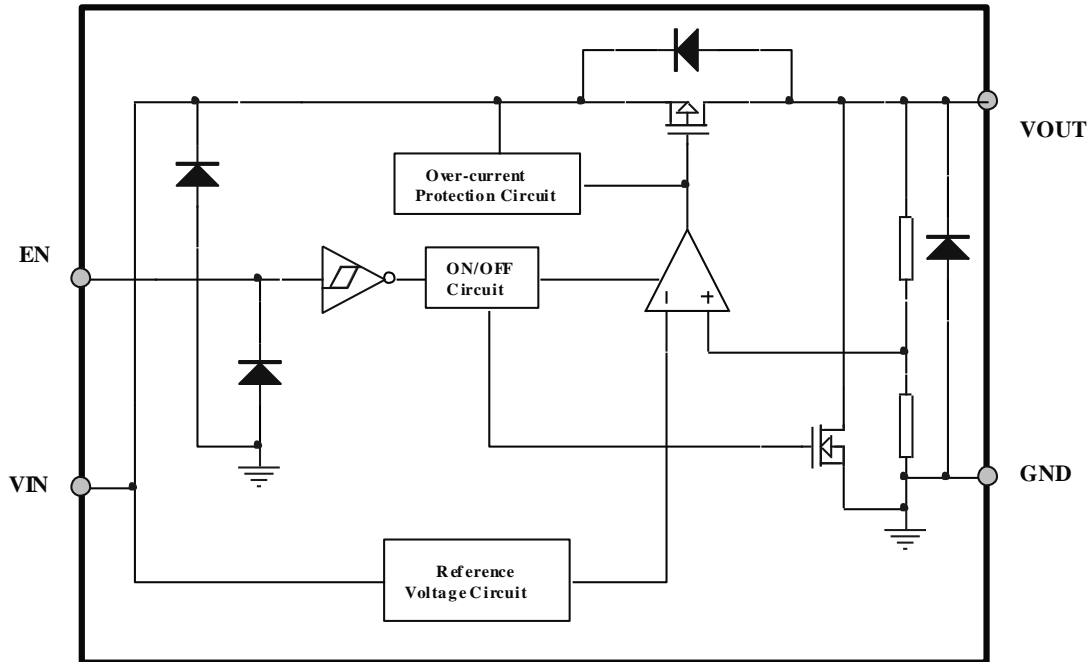 VOUT
Over-current
Protection Circuit
EN
ON/OFF
Circuit
VIN
GND
Reference
Voltage Circuit